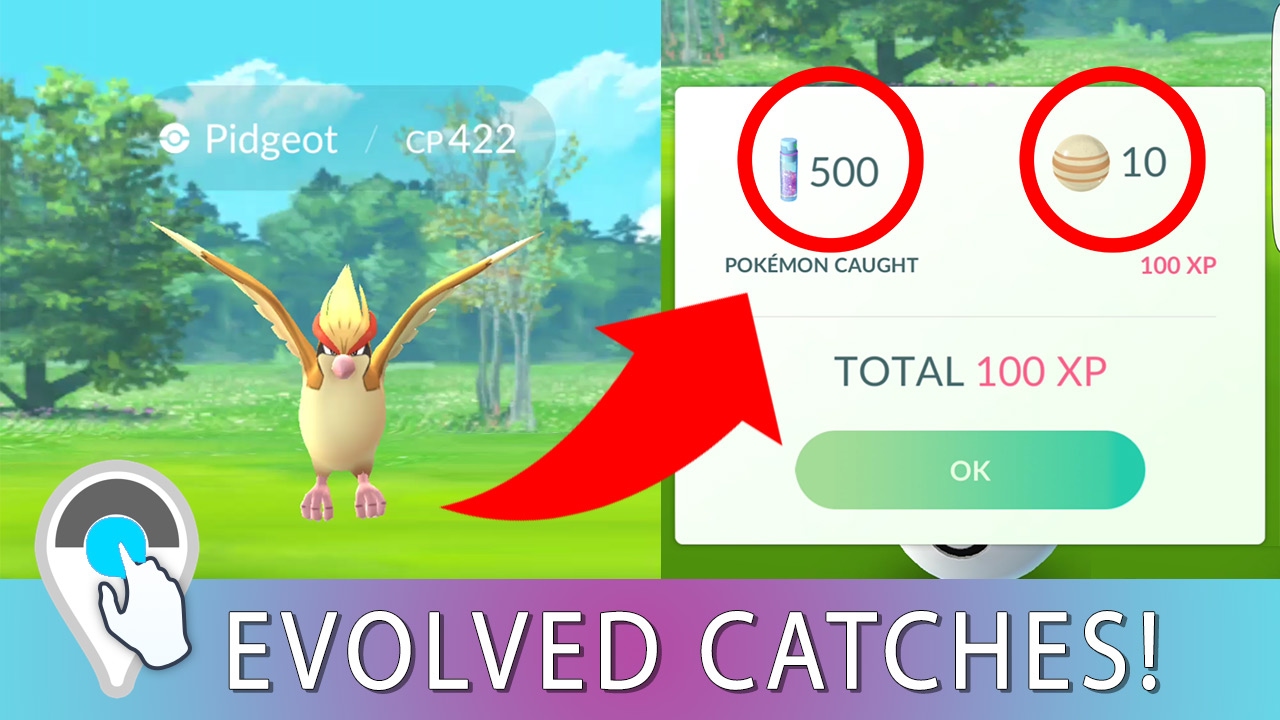 Pidgeot / CP422
500
10
POKÉMON CAUGHT 100 XP
TOTAL 100 XP
OK
EVOLVED CATCHES!